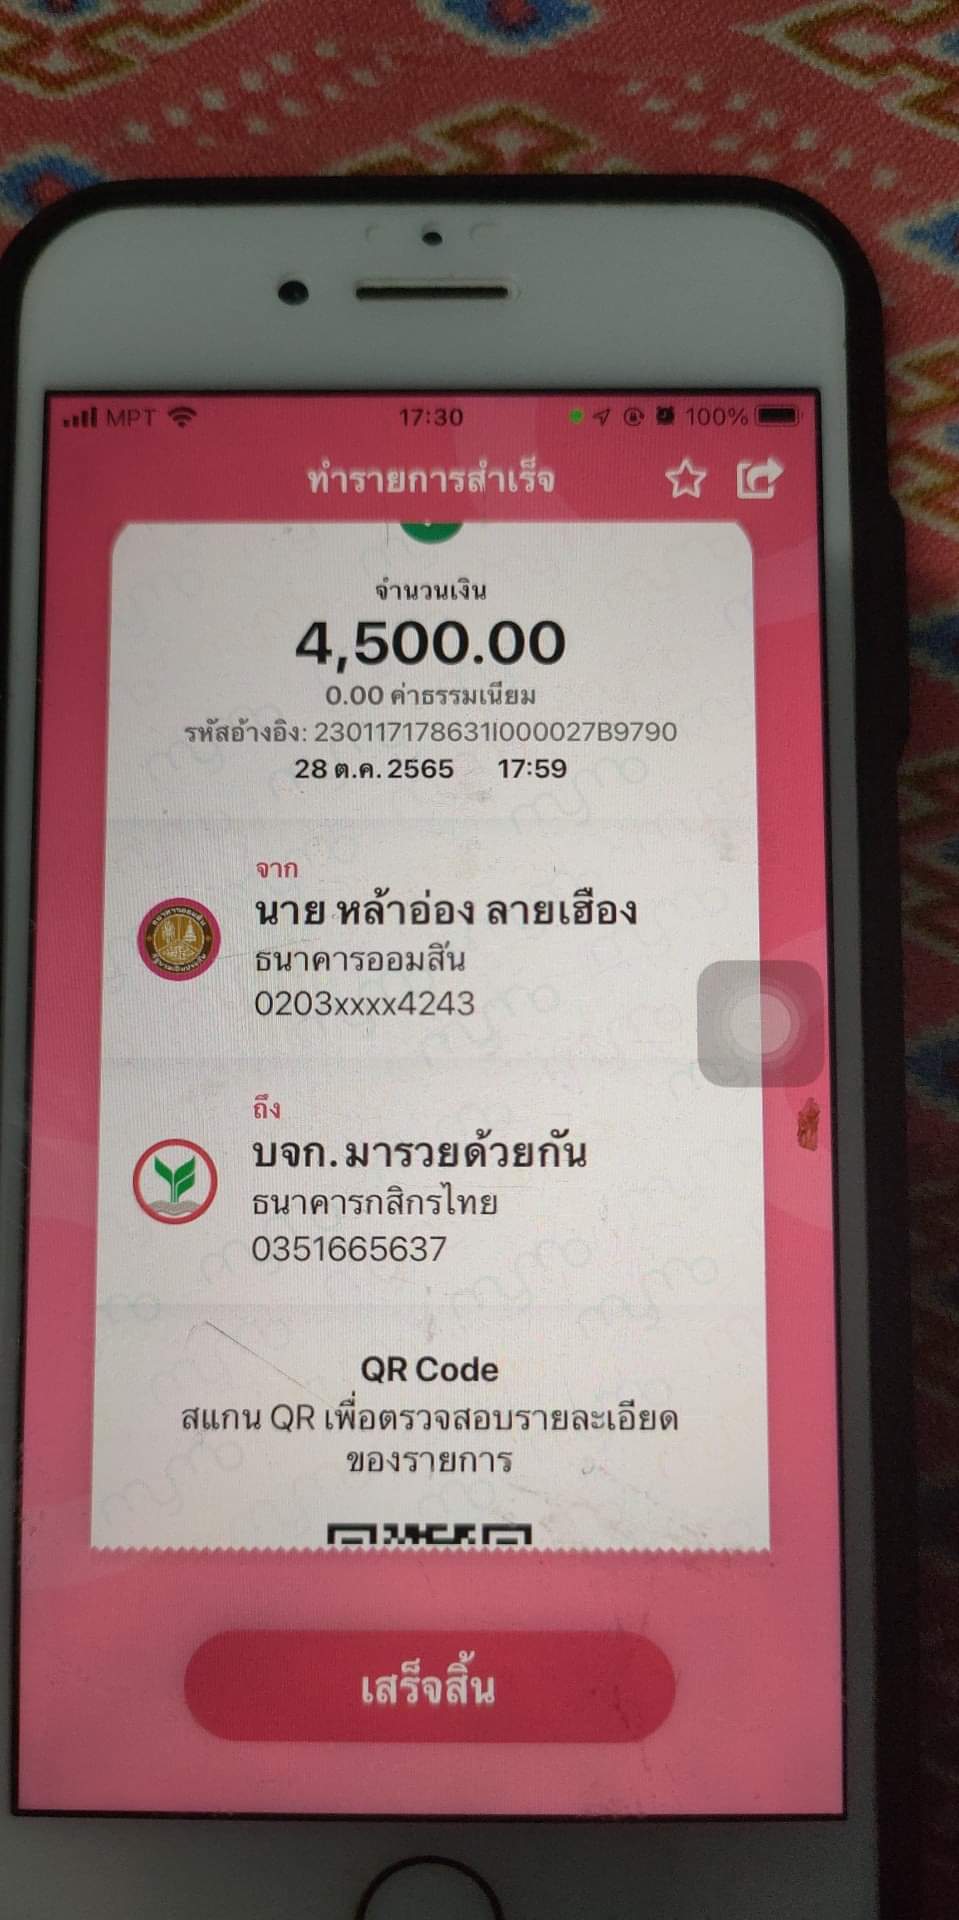 MPT 17:30 100%
ทำรายการสำเร็จ
จำนวนเงิน
4,500.00
0.00 ค่าธรรมเนียม
รหัสอ้างอิง: 230117178631I000027B9790
28 ต.ค. 2565 17:59
จาก
นาย หล้าอ่อง ลายเฮือง
ธนาคารออมสิน
0203xxxx4243
ถึง
บจก. มารวยด้วยกัน
ธนาคารกสิกรไทย
0351665637
QR Code
สแกน QR เพื่อตรวจสอบรายละเอียด
ของรายการ
เสร็จสิ้น